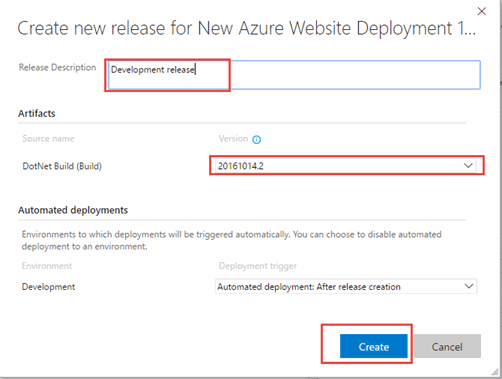 Create new release for New Azure Website Deployment 1...
Release Description
Development release
Artifacts
Source name
Version
DotNet Build (Build)
20161014.2
Automated deployments
Environments to which deployments will be triggered automatically. You can choose to disable automated
deployment to an environment.
Environment
Deployment trigger
Development
Automated deployment: After release creation
Create
Cancel